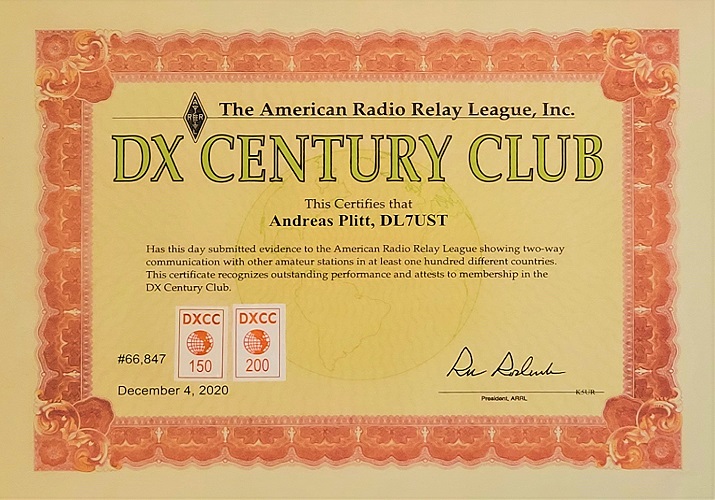 The American Radio Relay League, Inc.
DX CENTURY CLUB
This Certifies that
Andreas Plitt, DL7UST
Has this day submitted evidence to the American Radio Relay League showing two-way
communication with other amateur stations in at least one hundred different countries.
This certificate recognizes outstanding performance and attests to membership in the
DX Century Club.
DXCC
150
DXCC
200
#66,847
December 4, 2020
K5UR
President, ARRL